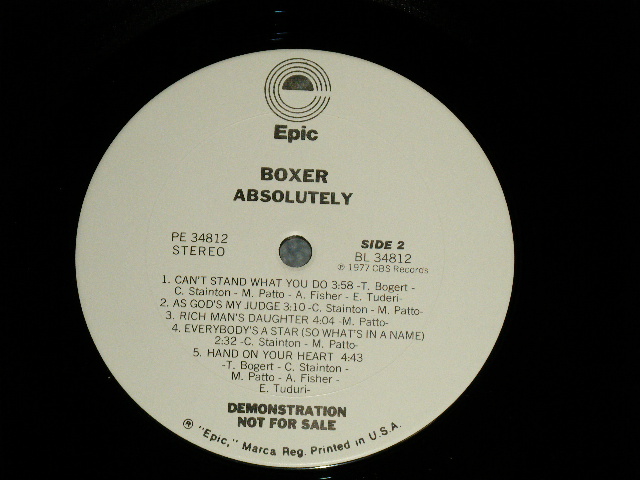 Epic
BOXER
ABSOLUTELY
PE 34812
STEREO
SIDE 2
BL 34812
℗ 1977 CBS Records
1. CAN'T STAND WHAT YOU DO 3:58 -T. Bogert -
C. Stainton - M. Patto - A. Fisher - E. Tuderi-
2. AS GOD'S MY JUDGE 3:10 -C. Stainton - M. Patto-
3. RICH MAN'S DAUGHTER 4:04 -M. Patto-
4. EVERYBODY'S A STAR (SO WHAT'S IN A NAME)
2:32 -C. Stainton - M. Patto-
5. HAND ON YOUR HEART 4:43
-T. Bogert - C. Stainton -
M. Patto - A. Fisher -
E. Tuduri-
DEMONSTRATION
NOT FOR SALE
® "Epic," Marca Reg. Printed in U.S.A.